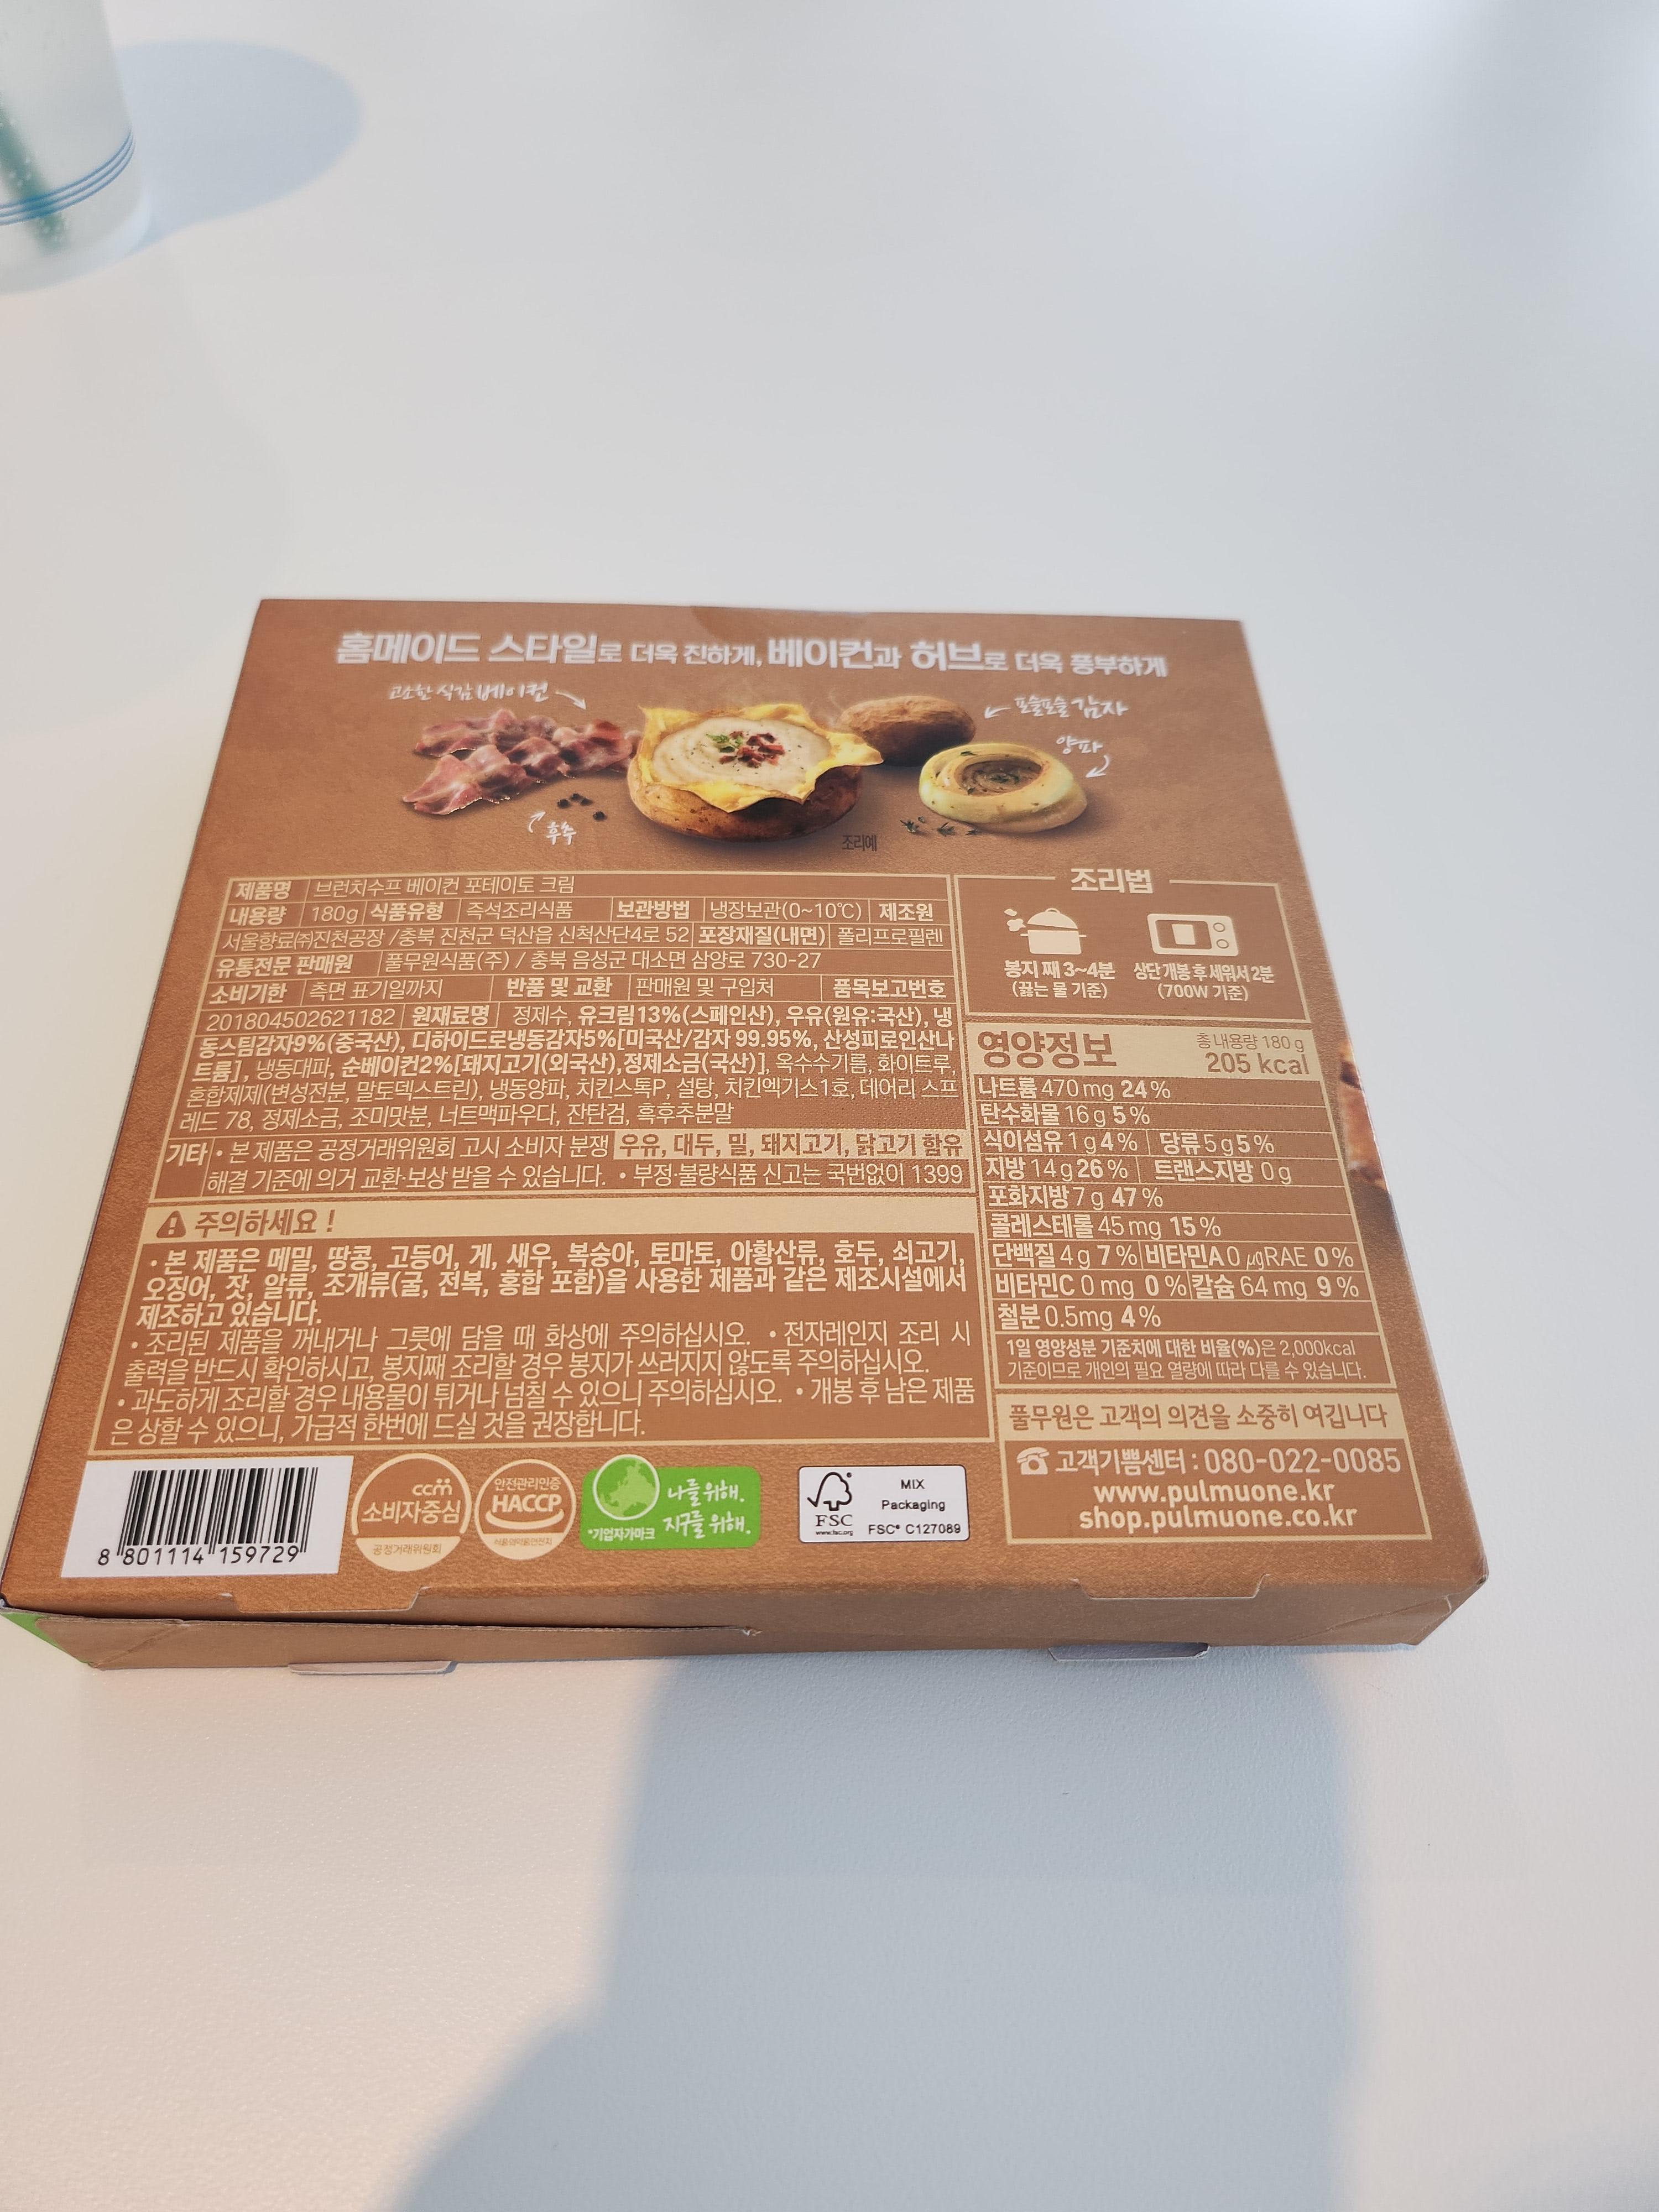 홈메이드 스타일로 더욱 진하게, 베이컨과 허브로 더욱 풍부하게
고소한 식감 베이컨
포슬포슬 감자
양파
후추
조리예
제품명 브런치수프 베이컨 포테이토 크림
내용량 180g 식품유형 즉석조리식품 보관방법 냉장보관(0~10℃) 제조원
서울향료㈜진천공장 /충북 진천군 덕산읍 신척산단4로 52 포장재질(내면) 폴리프로필렌
유통전문 판매원 풀무원식품(주) / 충북 음성군 대소면 삼양로 730-27
소비기한 측면 표기일까지 반품 및 교환 판매원 및 구입처 품목보고번호
201804502621182 원재료명 정제수, 유크림13%(스페인산), 우유(원유:국산), 냉
동스팀감자9%(중국산), 디하이드로냉동감자5%[미국산/감자 99.95%, 산성피로인산나
트륨], 냉동대파, 순베이컨2%[돼지고기(외국산),정제소금(국산)], 옥수수기름, 화이트루,
혼합제제(변성전분, 말토덱스트린), 냉동양파, 치킨스톡P, 설탕, 치킨엑기스1호, 데어리 스프
레드 78, 정제소금, 조미맛분, 너트맥파우다, 잔탄검, 흑후추분말
기타 • 본 제품은 공정거래위원회 고시 소비자 분쟁 우유, 대두, 밀, 돼지고기, 닭고기 함유
해결 기준에 의거 교환·보상 받을 수 있습니다. • 부정·불량식품 신고는 국번없이 1399
주의하세요 !
• 본 제품은 메밀, 땅콩, 고등어, 게, 새우, 복숭아, 토마토, 아황산류, 호두, 쇠고기,
오징어, 잣, 알류, 조개류(굴, 전복, 홍합 포함)을 사용한 제품과 같은 제조시설에서
제조하고 있습니다.
• 조리된 제품을 꺼내거나 그릇에 담을 때 화상에 주의하십시오. • 전자레인지 조리 시
출력을 반드시 확인하시고, 봉지째 조리할 경우 봉지가 쓰러지지 않도록 주의하십시오.
• 과도하게 조리할 경우 내용물이 튀거나 넘칠 수 있으니 주의하십시오. • 개봉 후 남은 제품
은 상할 수 있으니, 가급적 한번에 드실 것을 권장합니다.
조리법
봉지 째 3~4분
(끓는 물 기준)
상단 개봉 후 세워서 2분
(700W 기준)
영양정보 총 내용량 180 g
205 kcal
나트륨 470 mg 24 %
탄수화물 16 g 5 %
식이섬유 1 g 4 % 당류 5 g 5 %
지방 14 g 26 % 트랜스지방 0 g
포화지방 7 g 47 %
콜레스테롤 45 mg 15 %
단백질 4 g 7 % 비타민A 0 μgRAE 0 %
비타민C 0 mg 0 % 칼슘 64 mg 9 %
철분 0.5mg 4 %
1일 영양성분 기준치에 대한 비율(%)은 2,000kcal
기준이므로 개인의 필요 열량에 따라 다를 수 있습니다.
풀무원은 고객의 의견을 소중히 여깁니다
고객기쁨센터 : 080-022-0085
www.pulmuone.kr
shop.pulmuone.co.kr
8 801114 159729
ccm
소비자중심
공정거래위원회
안전관리인증
HACCP
식품의약품안전처
나를 위해.
지구를 위해.
*기업자가마크
FSC
www.fsc.org
MIX
Packaging
FSC® C127089